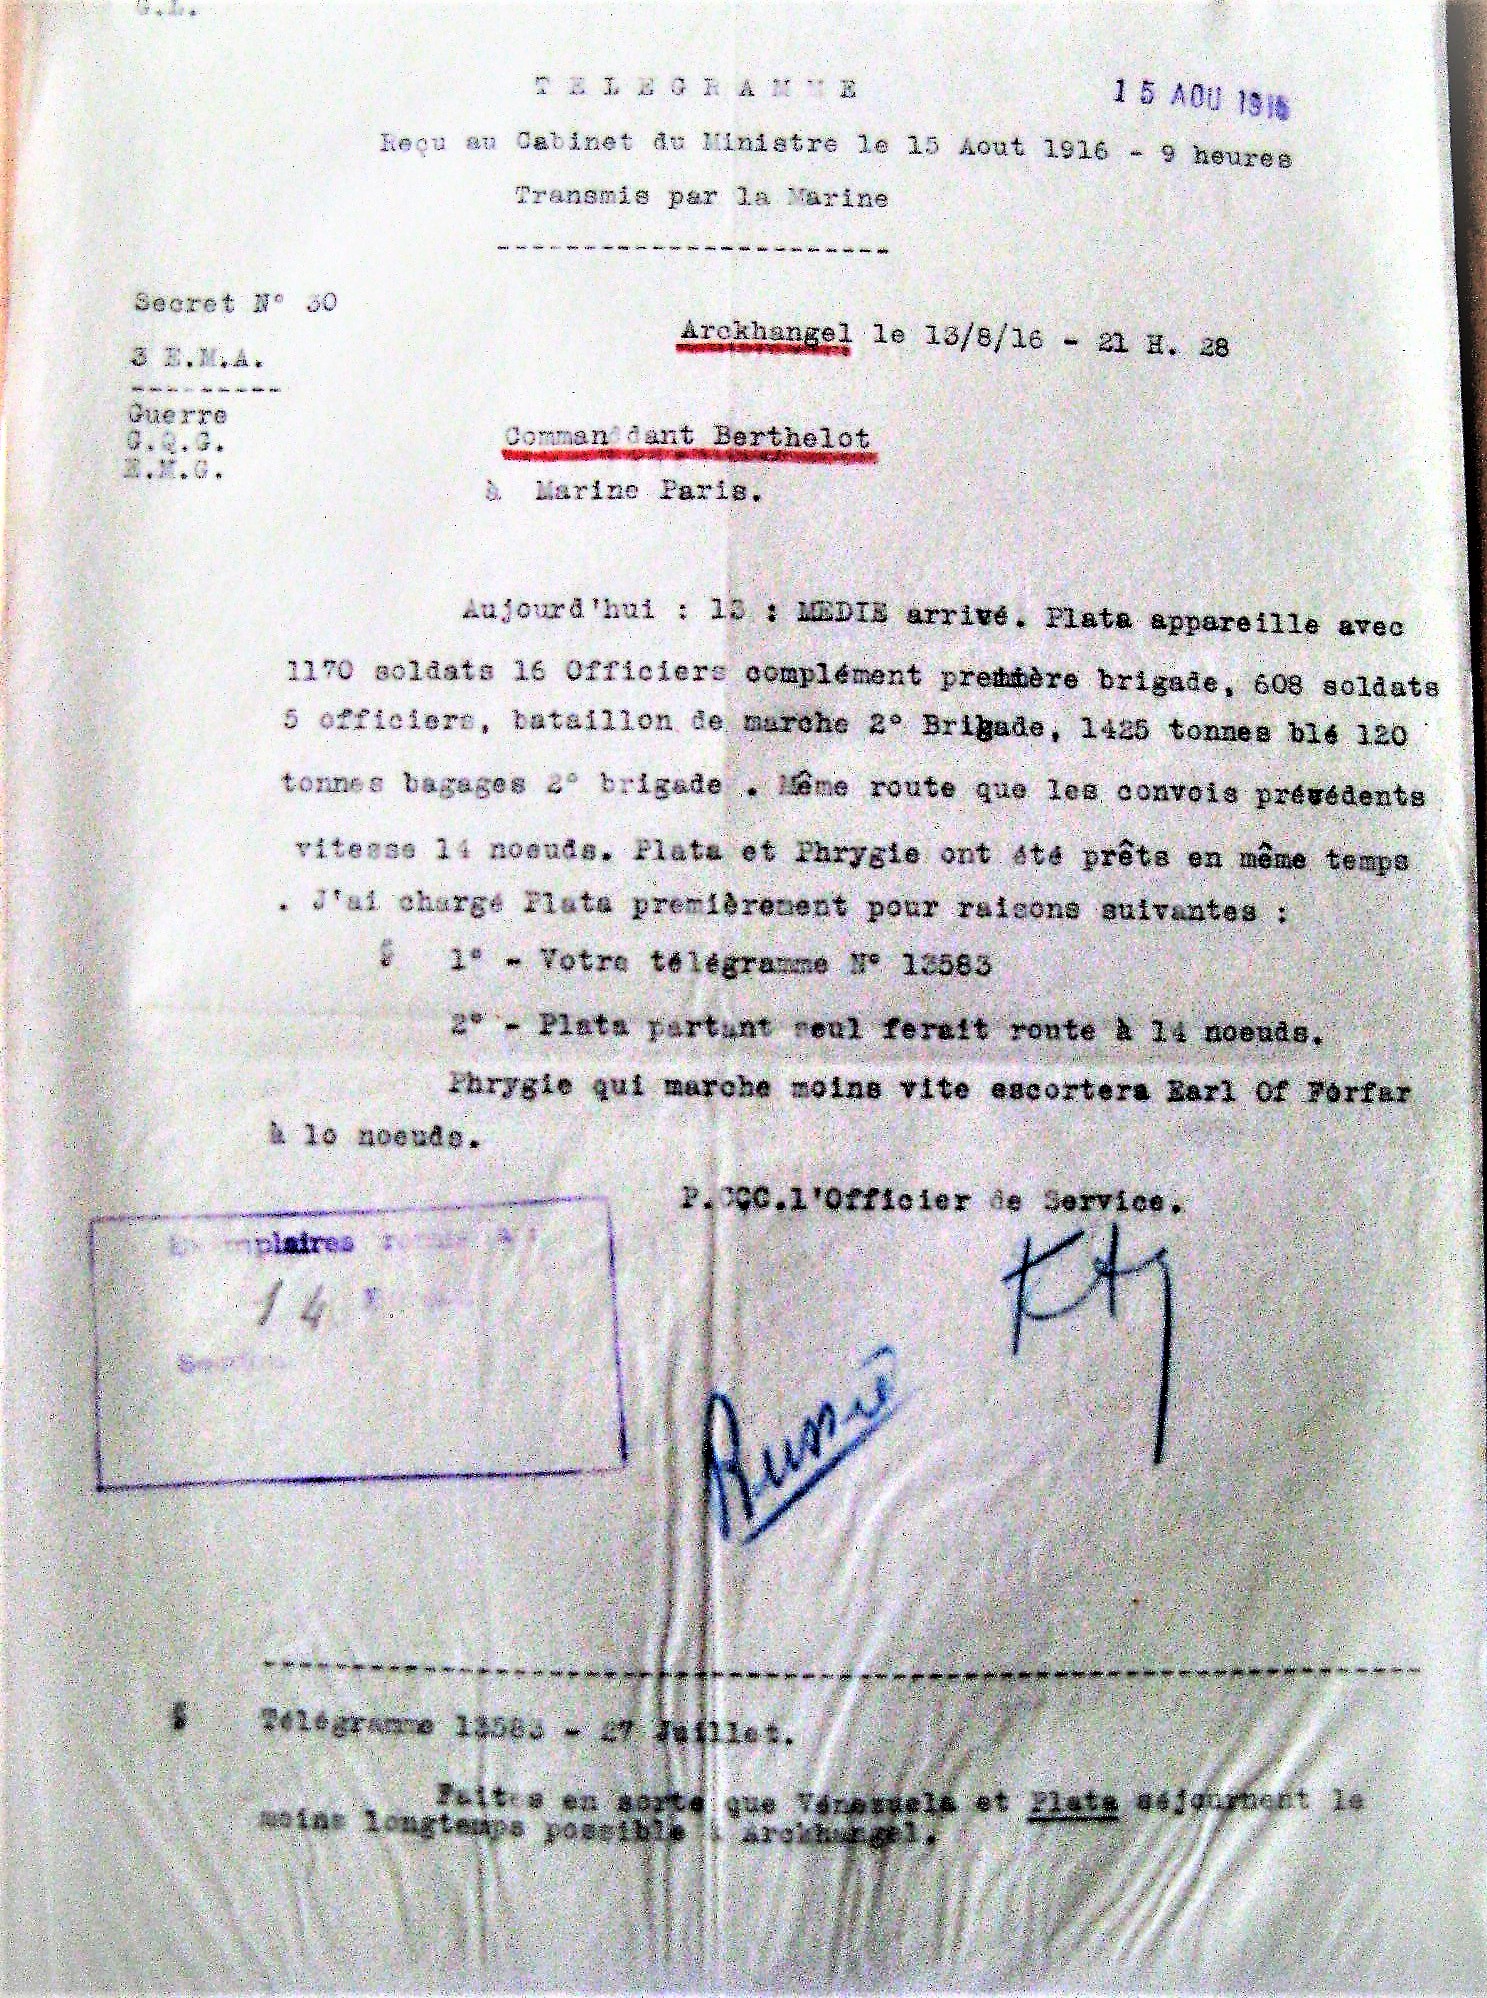 G.L.
TELEGRAMME
15 AOU 1916
Reçu au Cabinet du Ministre le 15 Aout 1916 - 9 heures
Transmis par la Marine
Secret N° 30
Arckhangel le 13/8/16 - 21 H. 28
3 E.M.A.
Guerre
G.Q.G.
E.M.G.
Commandant Berthelot
à Marine Paris.
Aujourd'hui : 13 : MEDIE arrivé. Plata appareille avec
1170 soldats 16 Officiers complément première brigade, 608 soldats
5 officiers, bataillon de marche 2° Brigade, 1425 tonnes blé 120
tonnes bagages 2° brigade . Même route que les convois précédents
vitesse 14 noeuds. Plata et Phrygie ont été prêts en même temps
. J'ai chargé Plata premièrement pour raisons suivantes :
§ 1° - Votre télégramme N° 13583
2° - Plata partant seul ferait route à 14 noeuds.
Phrygie qui marche moins vite escortera Earl Of Forfar
à 10 noeuds.
P.CÇC.l'Officier de Service.
Exemplaires remis à :
14
Section
Russie
§ Télégramme 13583 - 27 Juillet.
Faites en sorte que Vénézuela et Plata séjournent le
moins longtemps possible à Arckhangel.